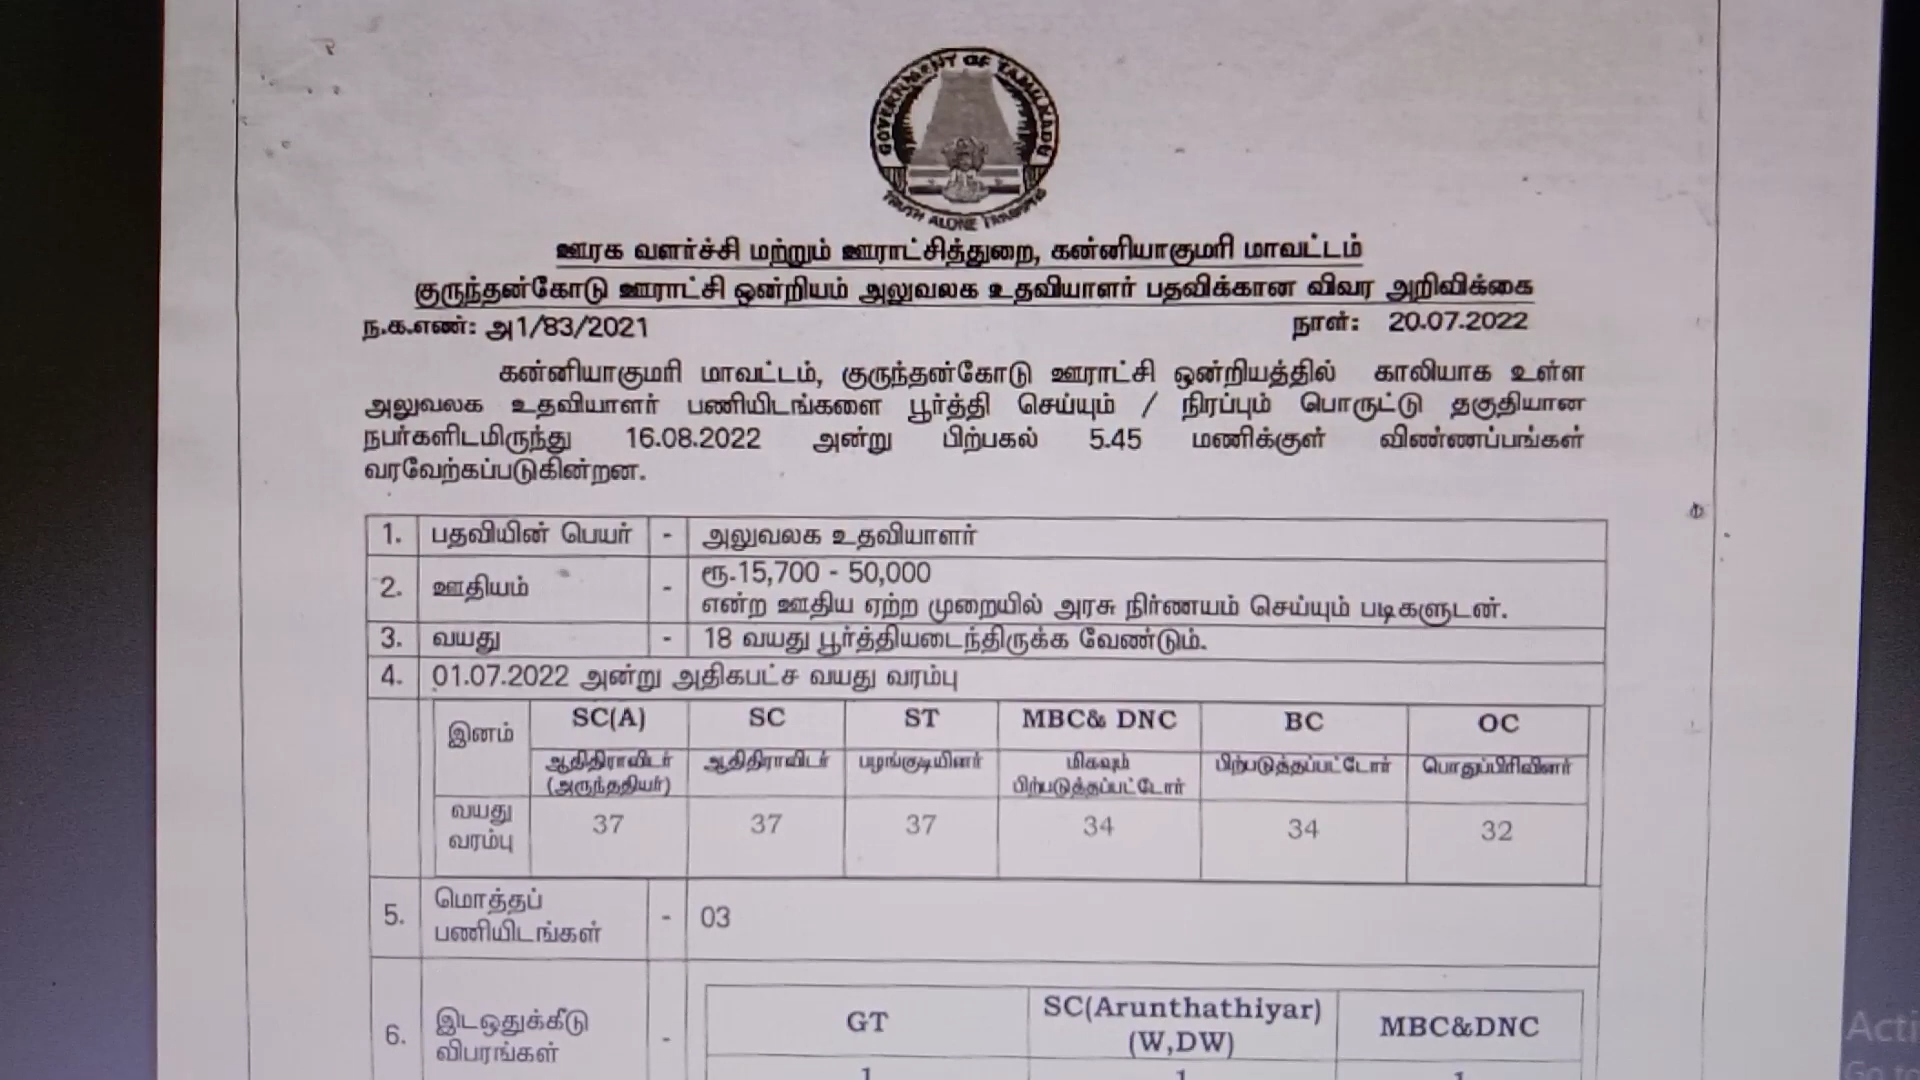 GOVERNMENT OF TAMILNADU
TRUTH ALONE TRIUMPHS
ஊரக வளர்ச்சி மற்றும் ஊராட்சித்துறை, கன்னியாகுமரி மாவட்டம்
குருந்தன்கோடு ஊராட்சி ஒன்றியம் அலுவலக உதவியாளர் பதவிக்கான விவர அறிவிக்கை
ந.க.எண்: அ1/83/2021 நாள்: 20.07.2022
கன்னியாகுமரி மாவட்டம், குருந்தன்கோடு ஊராட்சி ஒன்றியத்தில் காலியாக உள்ள
அலுவலக உதவியாளர் பணியிடங்களை பூர்த்தி செய்யும் / நிரப்பும் பொருட்டு தகுதியான
நபர்களிடமிருந்து 16.08.2022 அன்று பிற்பகல் 5.45 மணிக்குள் விண்ணப்பங்கள்
வரவேற்கப்படுகின்றன.
1. பதவியின் பெயர் - அலுவலக உதவியாளர்
2. ஊதியம் - ரூ.15,700 - 50,000
என்ற ஊதிய ஏற்ற முறையில் அரசு நிர்ணயம் செய்யும் படிகளுடன்.
3. வயது - 18 வயது பூர்த்தியடைந்திருக்க வேண்டும்.
4. 01.07.2022 அன்று அதிகபட்ச வயது வரம்பு
இனம் SC(A) SC ST MBC& DNC BC OC
ஆதிதிராவிடர் ஆதிதிராவிடர் பழங்குடியினர் மிகவும் பிற்படுத்தப்பட்டோர் பொதுப்பிரிவினர்
(அருந்ததியர்) பிற்படுத்தப்பட்டோர்
வயது
வரம்பு 37 37 37 34 34 32
5. மொத்தப்
பணியிடங்கள் - 03
6. இடஒதுக்கீடு
விபரங்கள் - GT SC(Arunthathiyar) MBC&DNC
(W,DW)
1 1 1
Acti
Go to